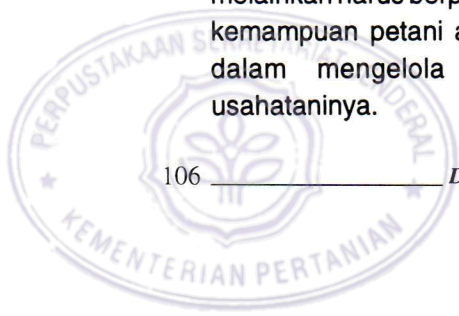 melainkan harus berp
kemampuan petani a
dalam mengelola
usahataninya.
106 D
PERPUSTAKAAN SEKRETARIAT JENDERAL
KEMENTERIAN PERTANIAN